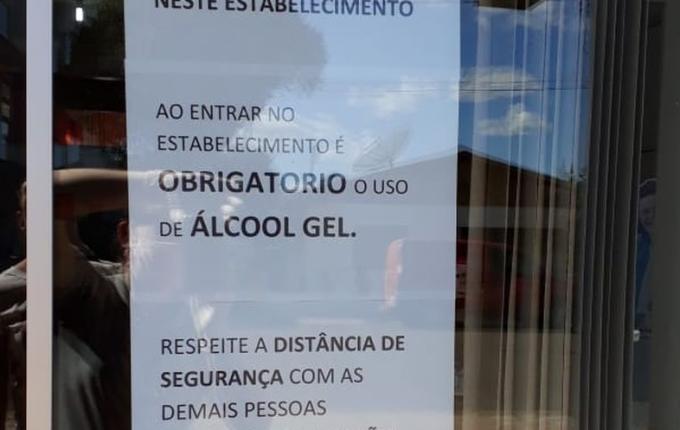 NESTE ESTABELECIMENTO
AO ENTRAR NO
ESTABELECIMENTO É
OBRIGATORIO O USO
DE ÁLCOOL GEL.
RESPEITE A DISTÂNCIA DE
SEGURANÇA COM AS
DEMAIS PESSOAS